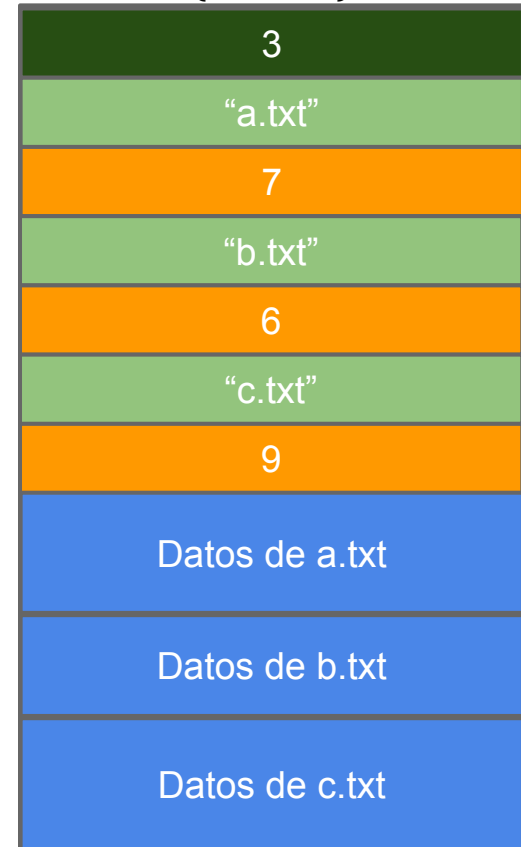 3
“a.txt”
7
“b.txt”
6
“c.txt”
9
Datos de a.txt
Datos de b.txt
Datos de c.txt